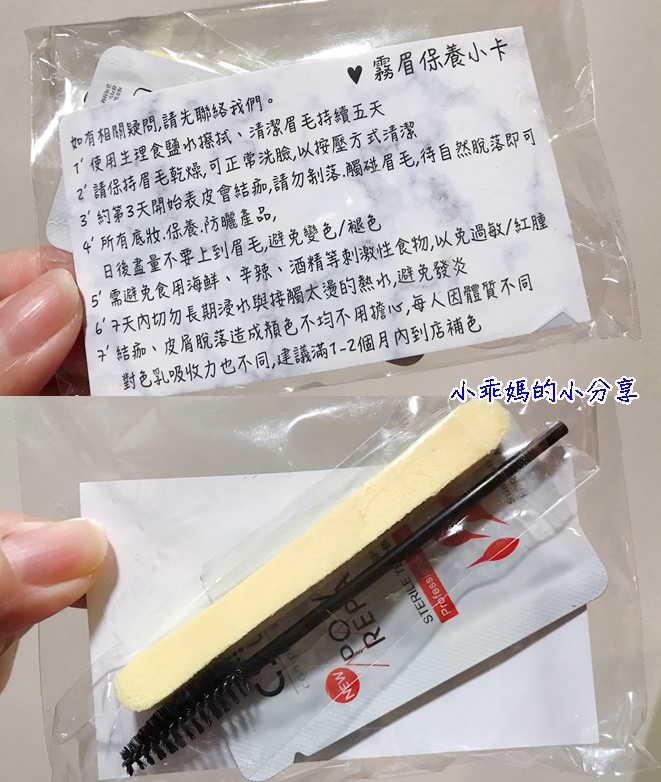 ♥ 霧眉保養小卡
如有相關疑問,請先聯絡我們。
1' 使用生理食鹽水擦拭、清潔眉毛持續五天
2' 請保持眉毛乾燥,可正常洗臉,以按壓方式清潔
3' 約第3天開始表皮會結痂,請勿剝落.觸碰眉毛,待自然脫落即可
4' 所有底妝.保養.防曬產品,
日後盡量不要上到眉毛,避免變色/褪色
5' 需避免食用海鮮、辛辣、酒精等刺激性食物,以免過敏/紅腫
6' 7天內切勿長期浸水與接觸太燙的熱水,避免發炎
7' 結痂、皮屑脫落造成顏色不均不用擔心,每人因體質不同
對色乳吸收力也不同,建議滿1-2個月內到店補色
小乖媽的小分享
STERILE
Professional
NEW
REPA